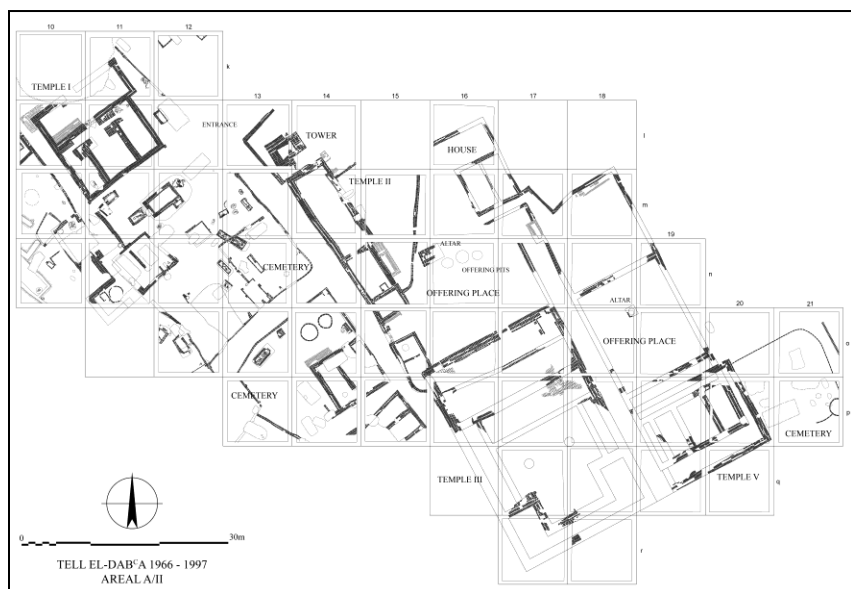 10
11
12
k
TEMPLE I
13
14
15
16
17
18
ENTRANCE
TOWER
HOUSE
l
TEMPLE II
m
19
ALTAR
CEMETERY
OFFERING PITS
n
OFFERING PLACE
ALTAR
20
21
OFFERING PLACE
o
CEMETERY
CEMETERY
p
TEMPLE III
TEMPLE V
q
0
30m
r
TELL EL-DABᶜA 1966 - 1997
AREAL A/II